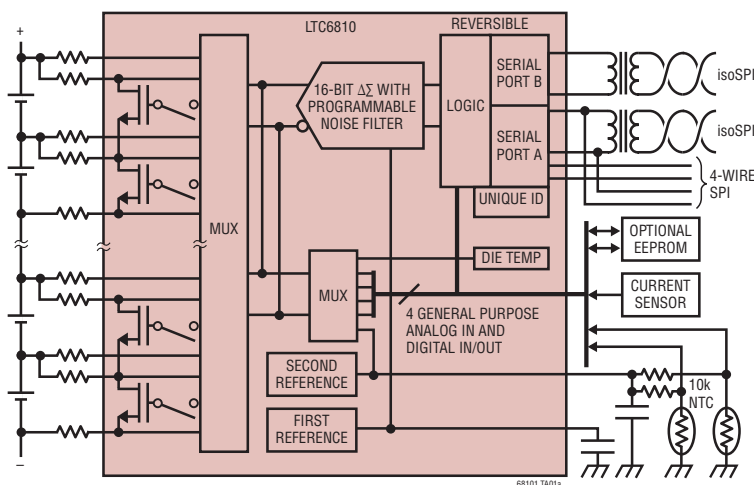 LTC6810
REVERSIBLE
+
MUX
16-BIT ΔΣ WITH
PROGRAMMABLE
NOISE FILTER
LOGIC
SERIAL
PORT B
SERIAL
PORT A
UNIQUE ID
isoSPI
isoSPI
4-WIRE
SPI
DIE TEMP
MUX
4 GENERAL PURPOSE
ANALOG IN AND
DIGITAL IN/OUT
OPTIONAL
EEPROM
CURRENT
SENSOR
SECOND
REFERENCE
FIRST
REFERENCE
10k
NTC
–
68101 TA01a